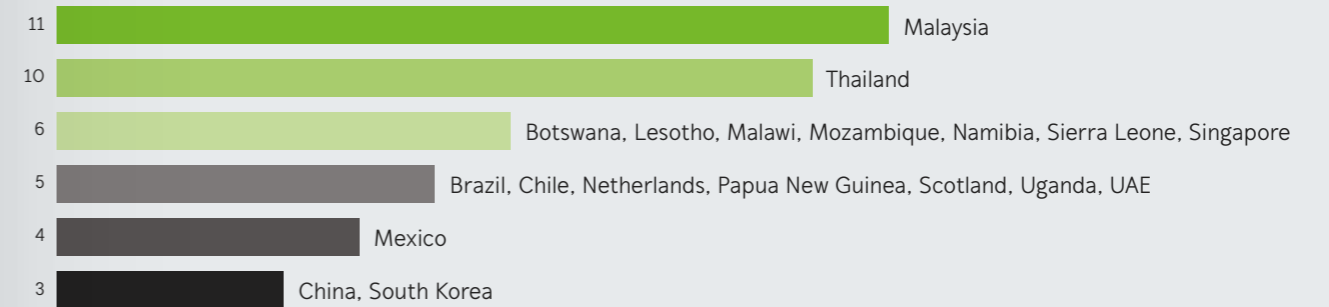 11 Malaysia
10 Thailand
6 Botswana, Lesotho, Malawi, Mozambique, Namibia, Sierra Leone, Singapore
5 Brazil, Chile, Netherlands, Papua New Guinea, Scotland, Uganda, UAE
4 Mexico
3 China, South Korea